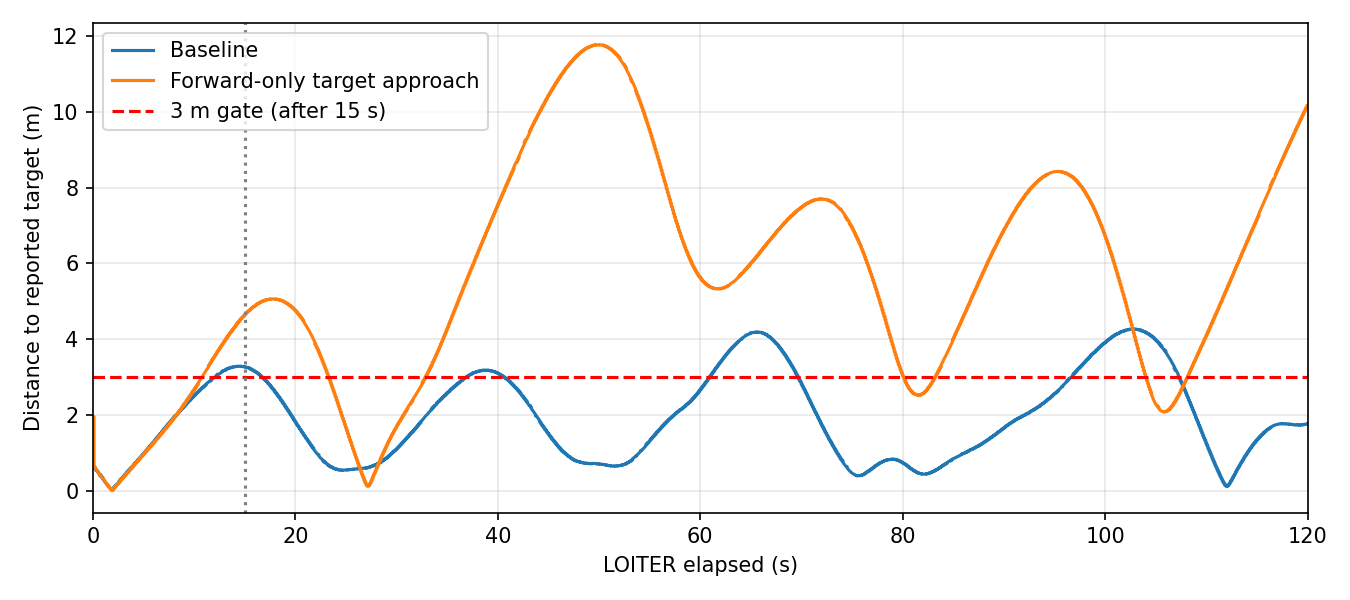 12
10
8
6
4
2
0
Distance to reported target (m)
Baseline
Forward-only target approach
3 m gate (after 15 s)
0 20 40 60 80 100 120
LOITER elapsed (s)